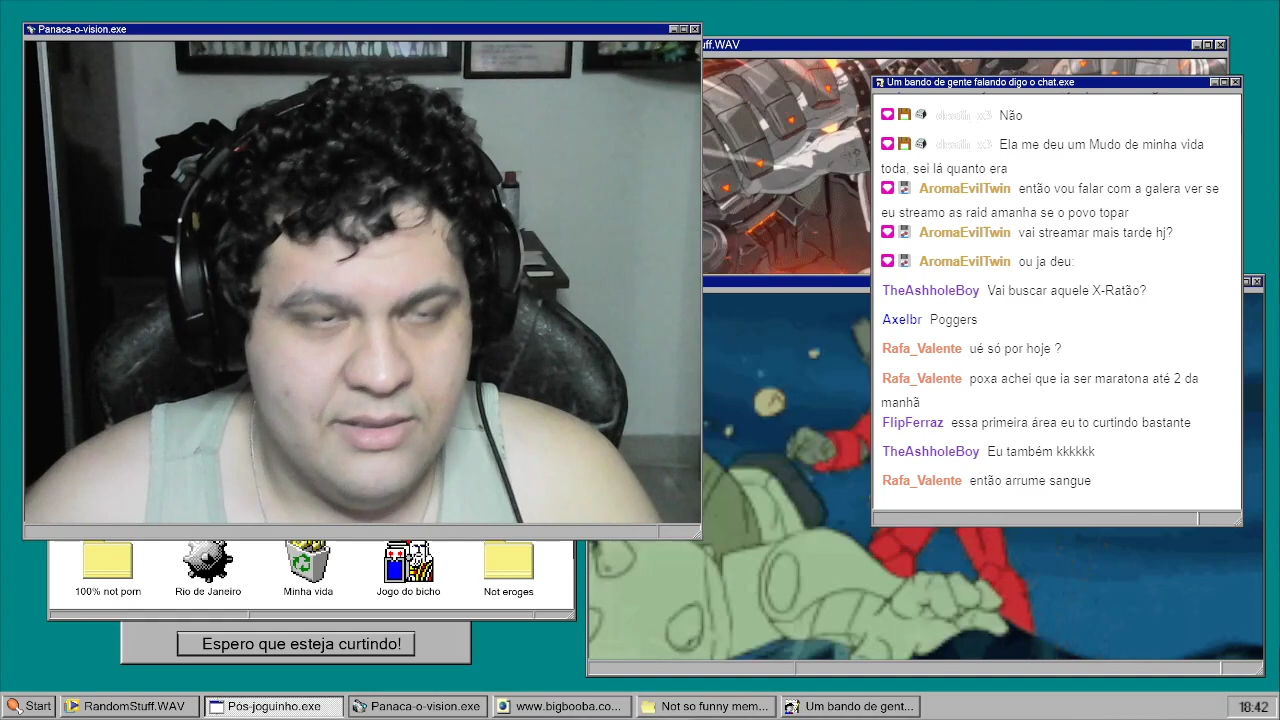 Panaca-o-vision.exe
uff.WAV
Um bando de gente falando digo o chat.exe
death_x3 Não
death_x3 Ela me deu um Mudo de minha vida
toda, sei lá quanto era
AromaEvilTwin então vou falar com a galera ver se
eu streamo as raid amanha se o povo topar
AromaEvilTwin vai streamar mais tarde hj?
AromaEvilTwin ou ja deu:
TheAshholeBoy Vai buscar aquele X-Ratão?
Axelbr Poggers
Rafa_Valente ué só por hoje ?
Rafa_Valente poxa achei que ia ser maratona até 2 da
manhã
FlipFerraz essa primeira área eu to curtindo bastante
TheAshholeBoy Eu também kkkkkk
Rafa_Valente então arrume sangue
100% not porn
Rio de Janeiro
Minha vida
Jogo do bicho
Not eroges
Espero que esteja curtindo!
Start
randomStuff.WAV
Pos-joguinho.exe
Panaca-o-vision.exe
www.bigbooba.co...
Not so funny mem...
Um bando de gent...
18:42